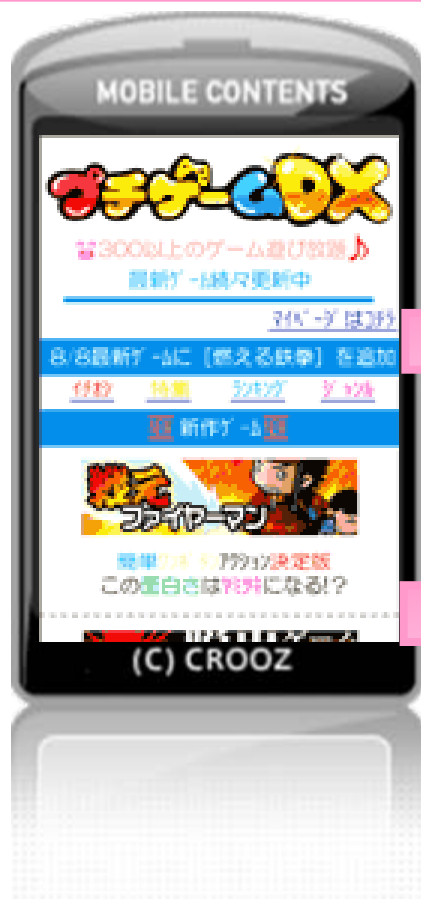 MOBILE CONTENTS
プチゲームDX
300以上のゲーム遊び放題♪
最新ｹﾞｰﾑ続々更新中
ﾏｲﾍﾟｰｼﾞはｺﾁﾗ
8/8最新ｹﾞｰﾑに [燃える鉄拳] を追加
ｲﾁｵｼ 特集 ﾗﾝｷﾝｸﾞ ｼﾞｬﾝﾙ
新作ｹﾞｰﾑ
ファイヤーマン
簡単 ｱｸｼｮﾝ決定版
この面白さはｸｾになる!?
(C) CROOZ